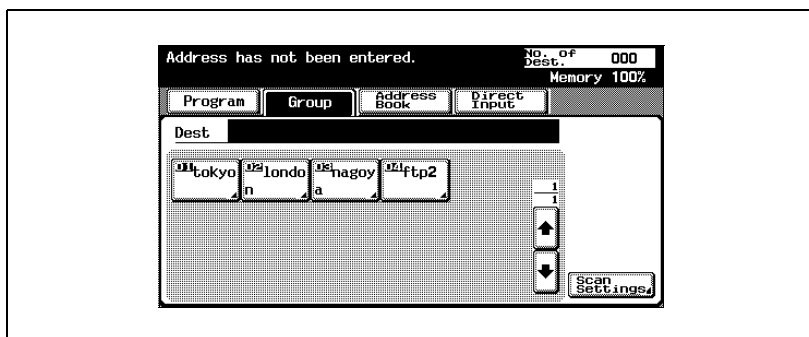 Address has not been entered.
No. of
Dest.
000
Memory 100%
Program
Group
Address
Book
Direct
Input
Dest
01 tokyo
02 londo
n
03 nagoy
a
04 ftp2
1
1
Scan
Settings